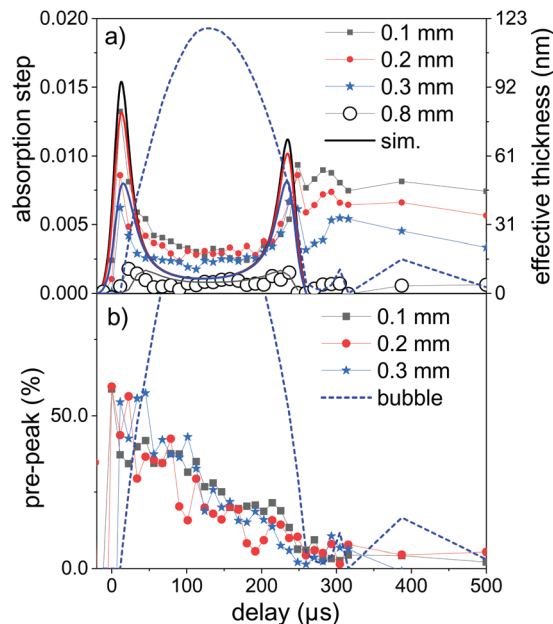 a)
0.020
0.015
0.010
0.005
0.000
absorption step
0.1 mm
0.2 mm
0.3 mm
0.8 mm
sim.
123
92
61
31
0
effective thickness (nm)
b)
50.0
0.0
pre-peak (%)
0.1 mm
0.2 mm
0.3 mm
bubble
0 100 200 300 400 500
delay (µs)